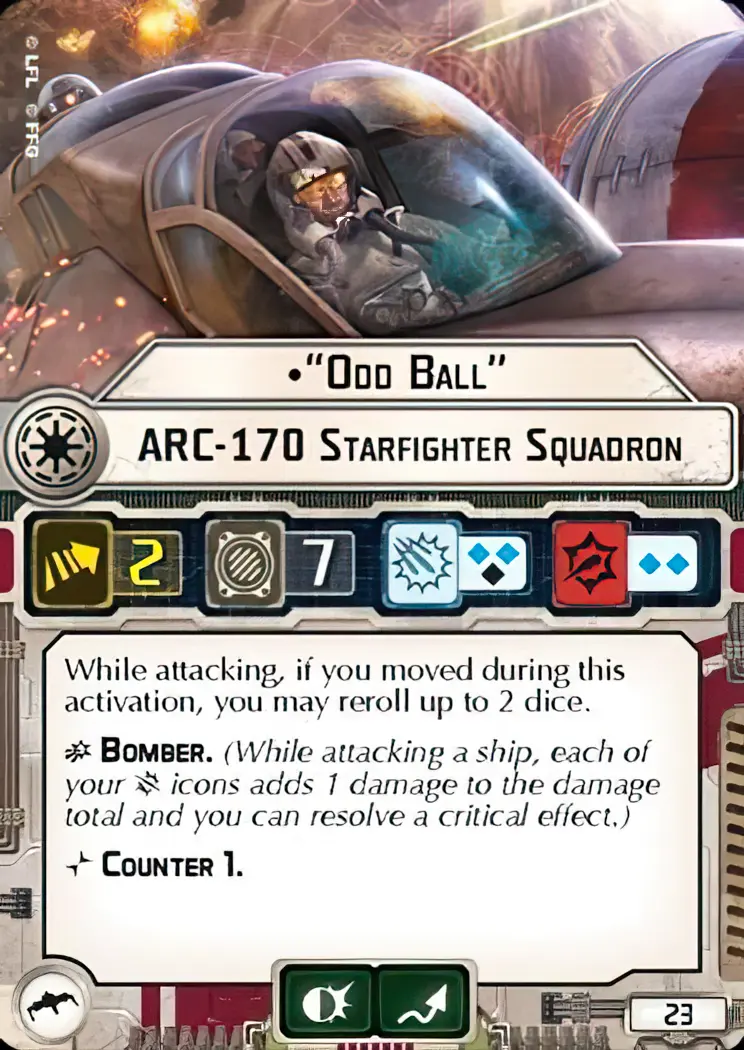 © LFL © FFG
•“Odd Ball”
ARC-170 Starfighter Squadron
2 7
While attacking, if you moved during this
activation, you may reroll up to 2 dice.
Bomber. (While attacking a ship, each of
your icons adds 1 damage to the damage
total and you can resolve a critical effect.)
Counter 1.
23